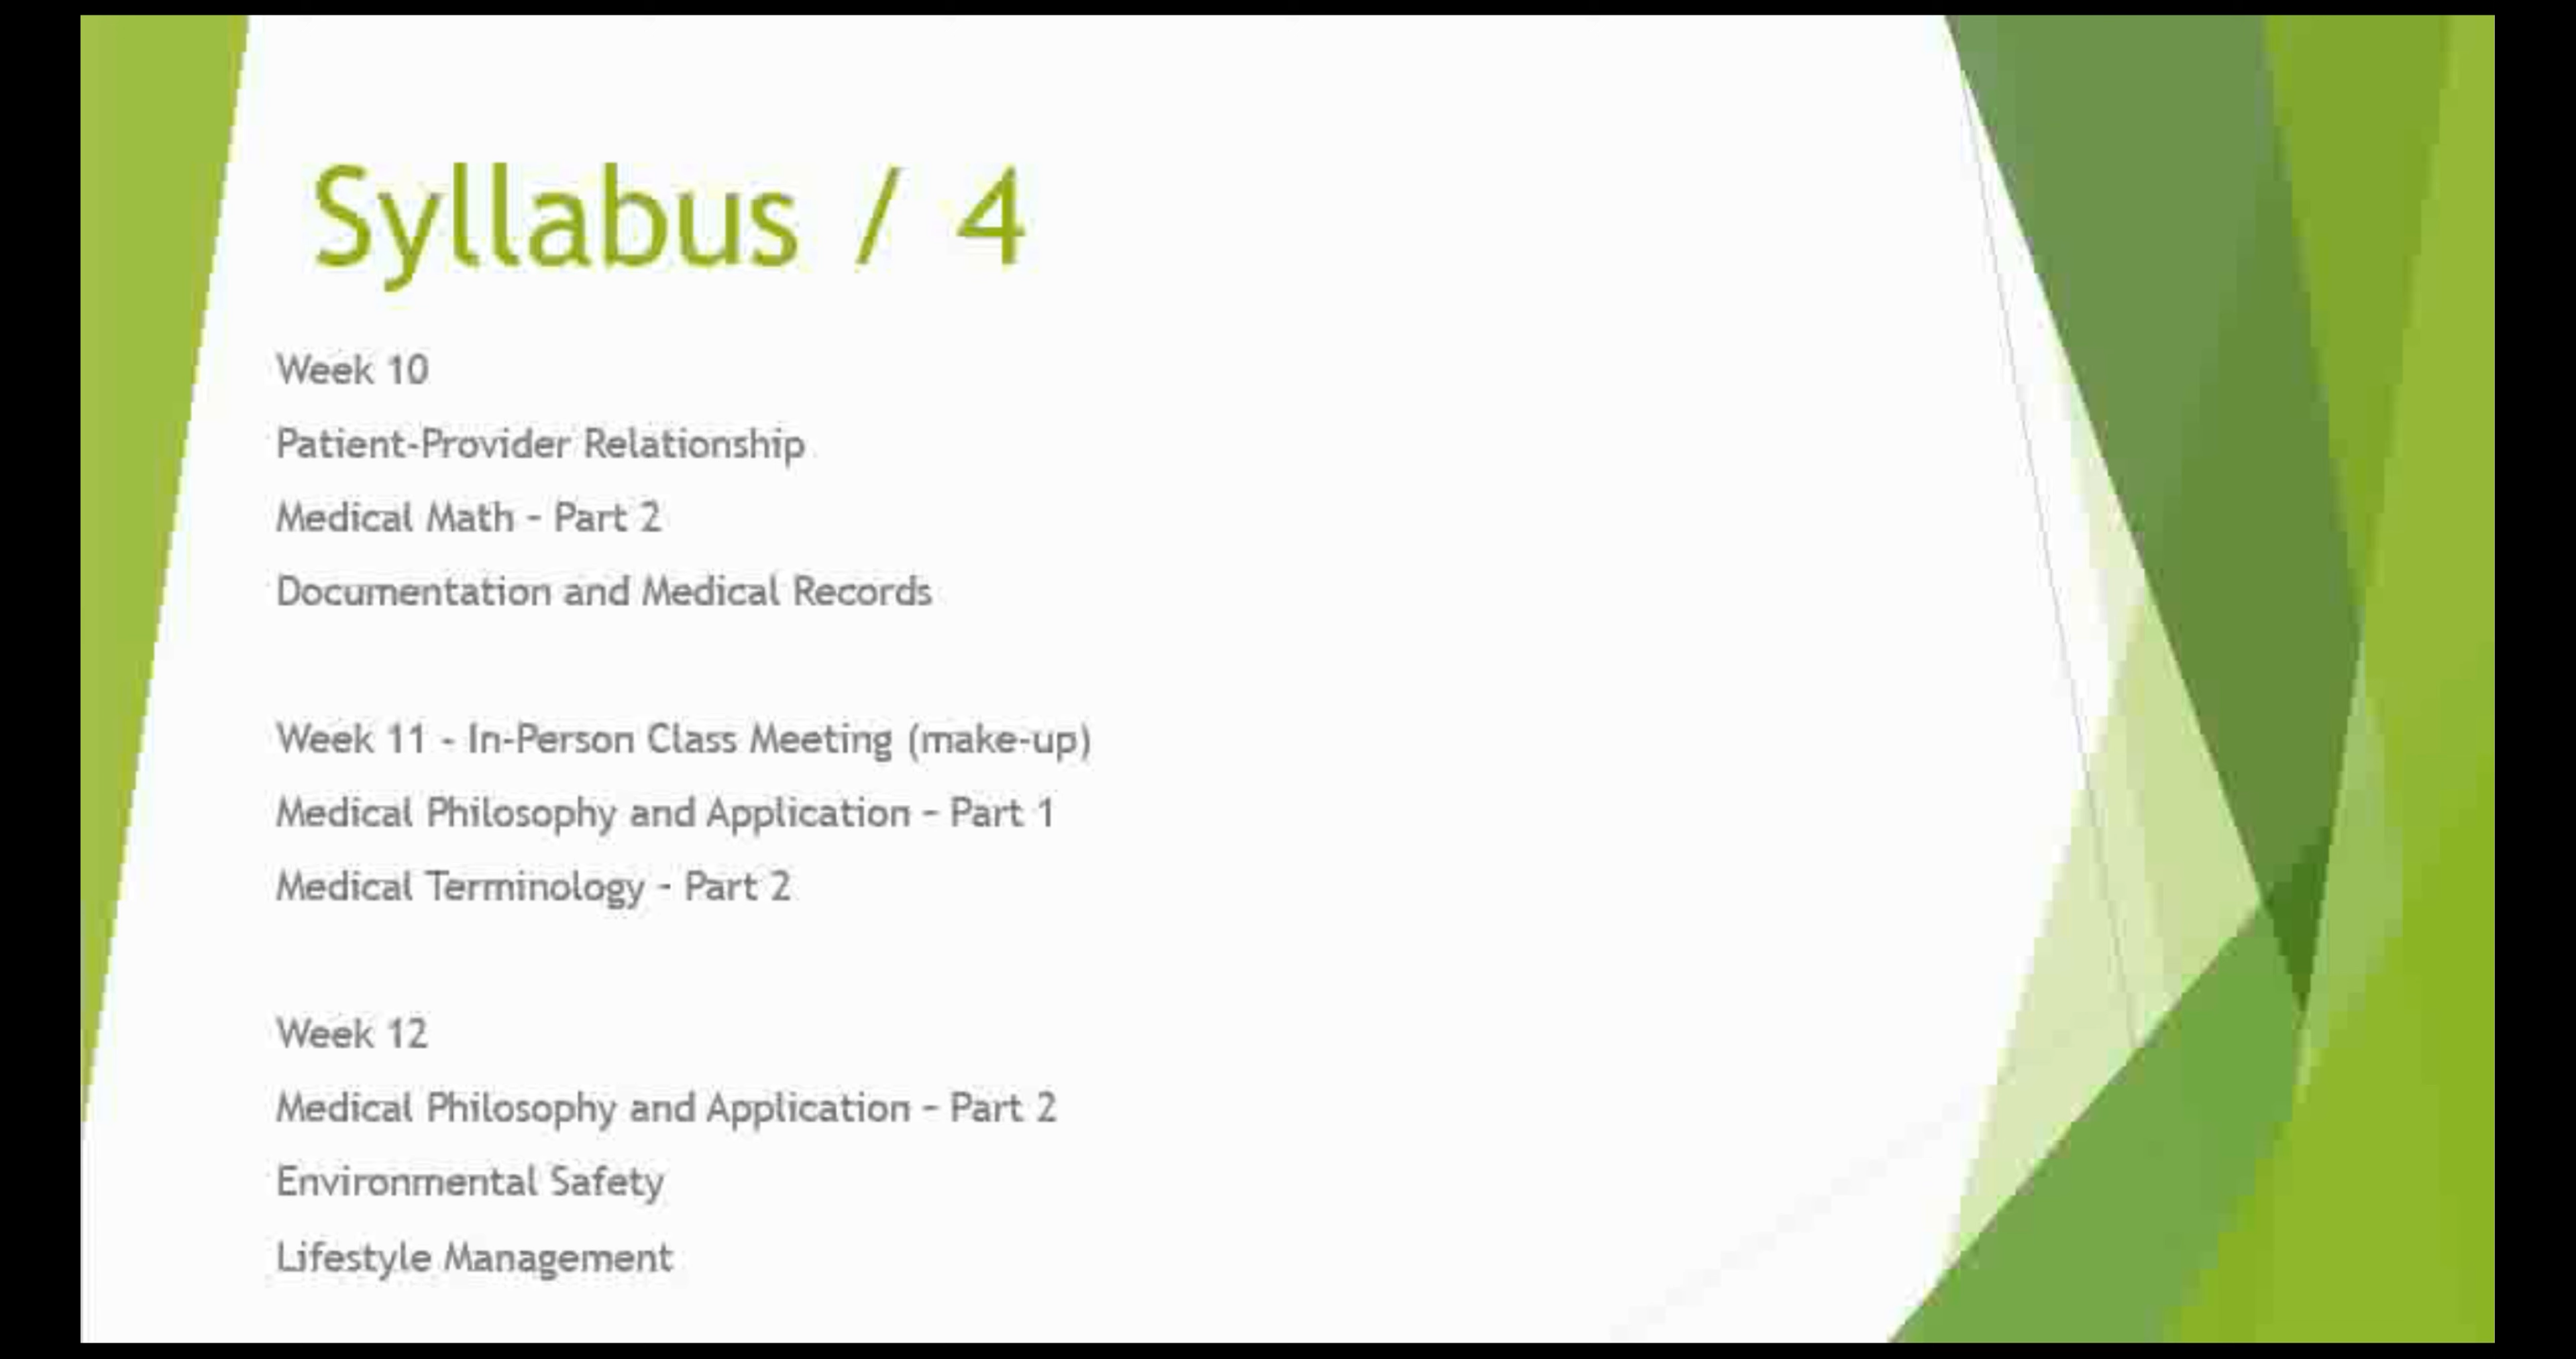 Syllabus / 4
Week 10
Patient-Provider Relationship
Medical Math – Part 2
Documentation and Medical Records
Week 11 - In-Person Class Meeting (make-up)
Medical Philosophy and Application – Part 1
Medical Terminology - Part 2
Week 12
Medical Philosophy and Application – Part 2
Environmental Safety
Lifestyle Management